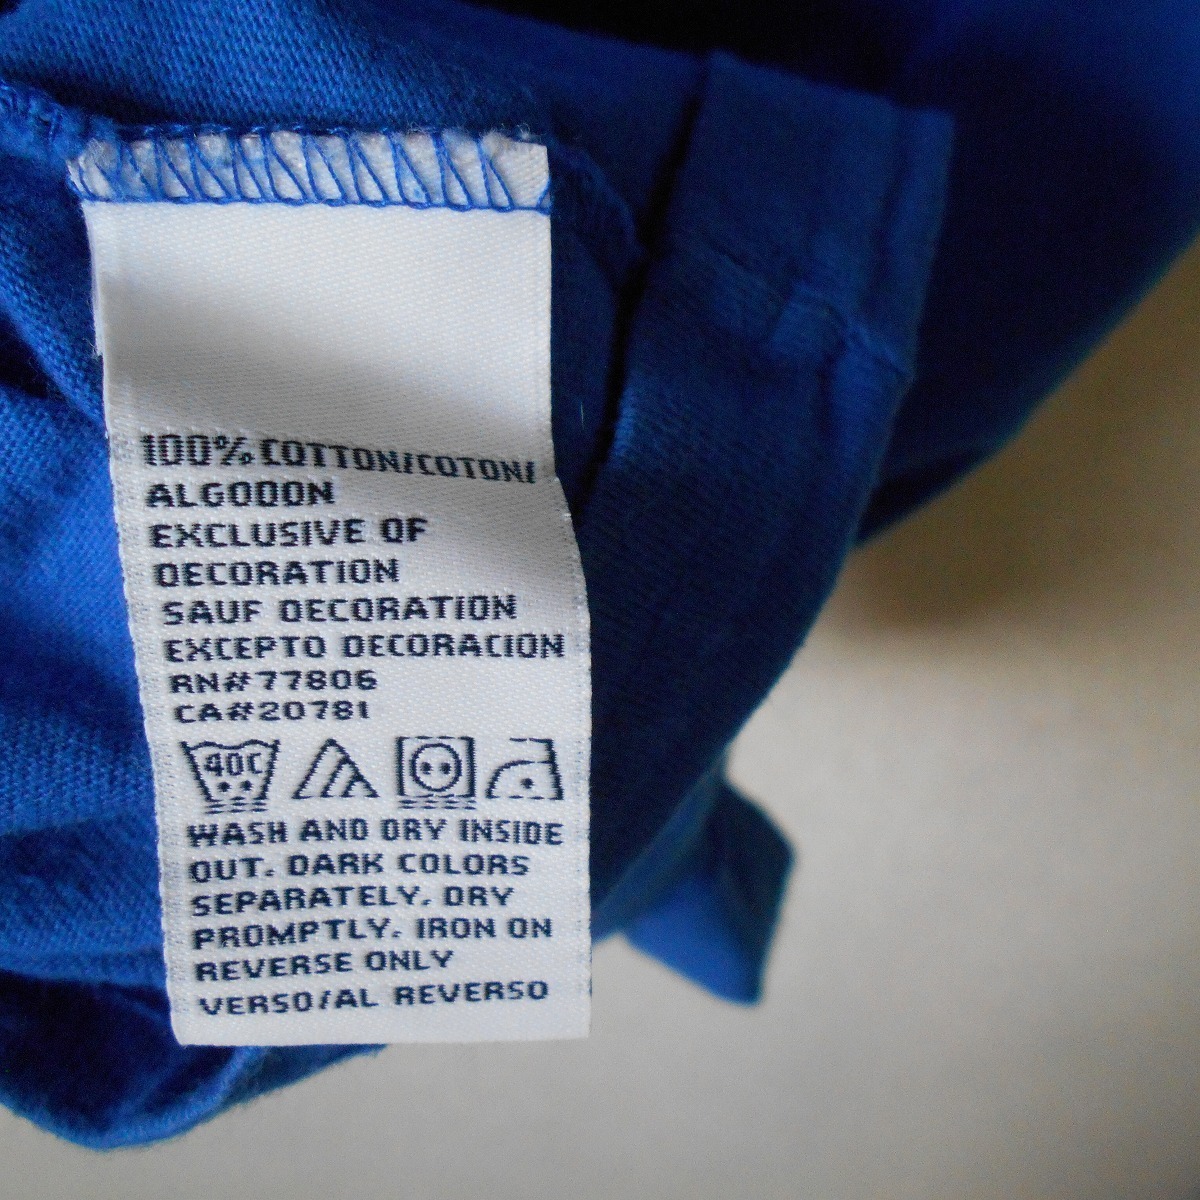 100% COTTON/COTON/
ALGODON
EXCLUSIVE OF
DECORATION
SAUF DECORATION
EXCEPTO DECORACION
RN#77806
CA#20781
40C
WASH AND DRY INSIDE
OUT. DARK COLORS
SEPARATELY. DRY
PROMPTLY. IRON ON
REVERSE ONLY
VERSO/AL REVERSO